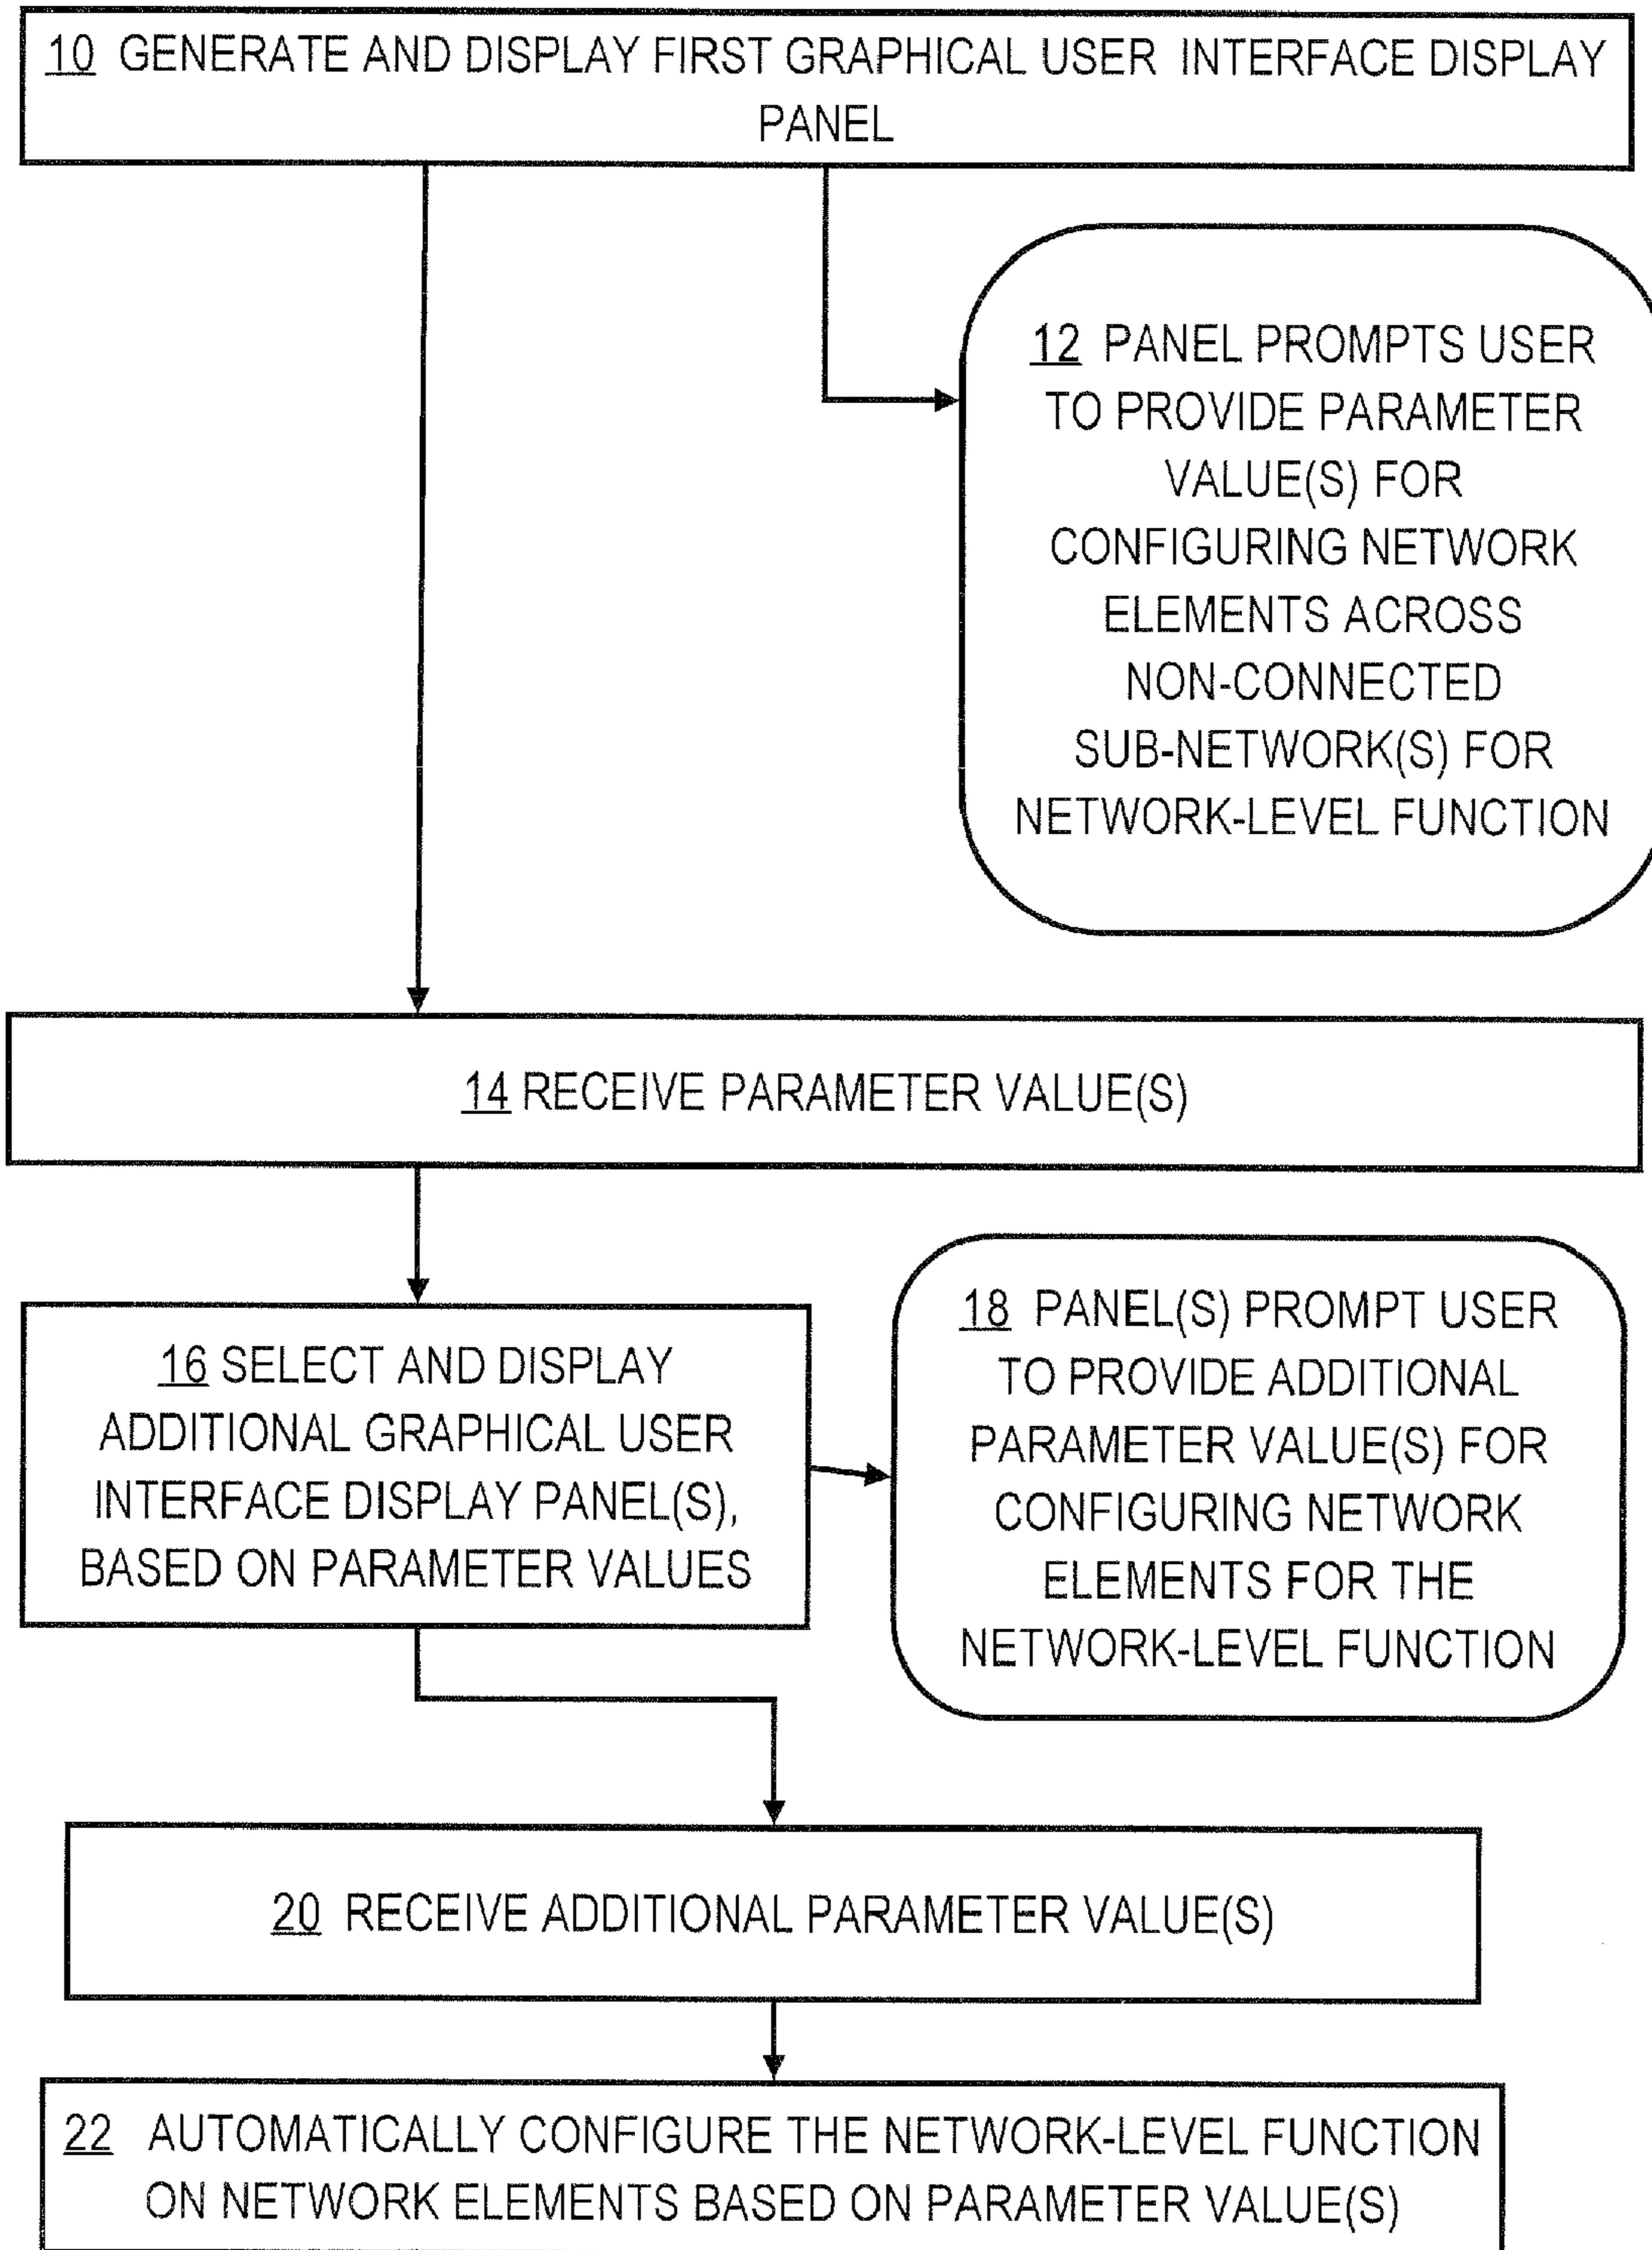 10 GENERATE AND DISPLAY FIRST GRAPHICAL USER INTERFACE DISPLAY
PANEL
12 PANEL PROMPTS USER
TO PROVIDE PARAMETER
VALUE(S) FOR
CONFIGURING NETWORK
ELEMENTS ACROSS
NON-CONNECTED
SUB-NETWORK(S) FOR
NETWORK-LEVEL FUNCTION
14 RECEIVE PARAMETER VALUE(S)
16 SELECT AND DISPLAY
ADDITIONAL GRAPHICAL USER
INTERFACE DISPLAY PANEL(S),
BASED ON PARAMETER VALUES
18 PANEL(S) PROMPT USER
TO PROVIDE ADDITIONAL
PARAMETER VALUE(S) FOR
CONFIGURING NETWORK
ELEMENTS FOR THE
NETWORK-LEVEL FUNCTION
20 RECEIVE ADDITIONAL PARAMETER VALUE(S)
22 AUTOMATICALLY CONFIGURE THE NETWORK-LEVEL FUNCTION
ON NETWORK ELEMENTS BASED ON PARAMETER VALUE(S)